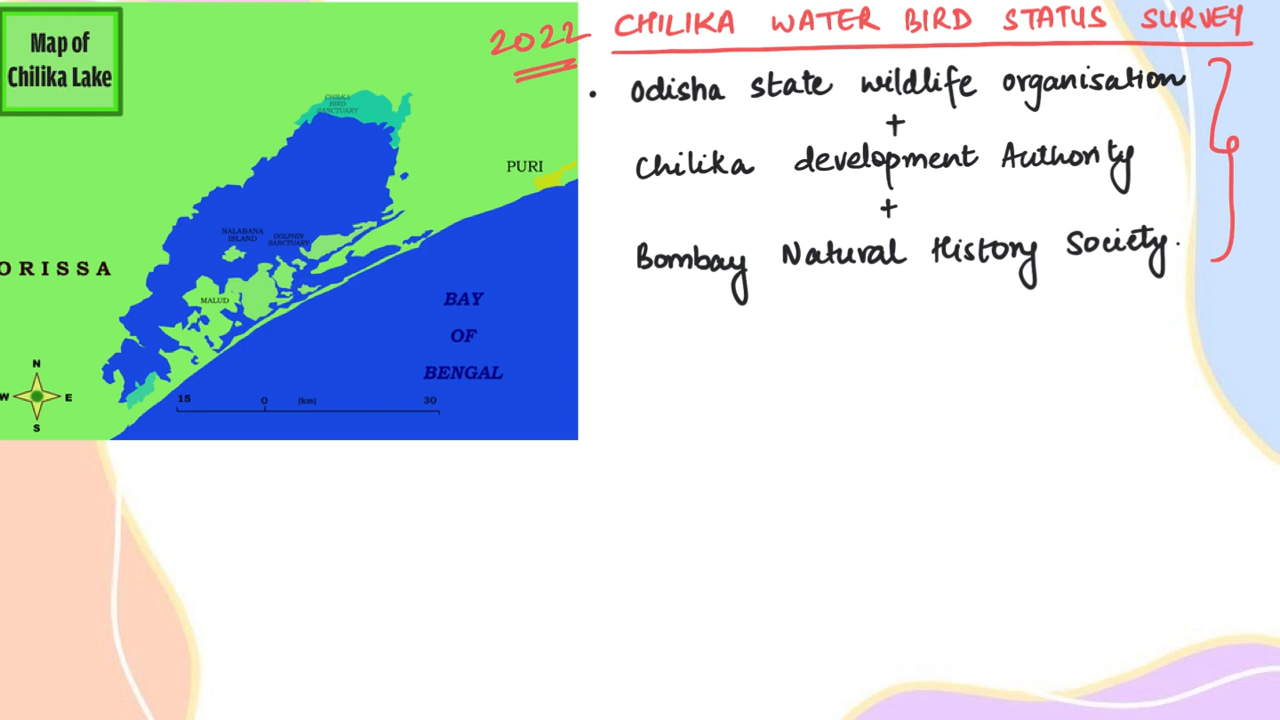 Map of
Chilika Lake
2022 CHILIKA WATER BIRD STATUS SURVEY
. Odisha state wildlife organisation
+
Chilika development Authority
+
Bombay Natural History Society.
CHILKA
BIRD
SANCTUARY
PURI
NALABANA
ISLAND
DOLPHIN
SANCTUARY
ORISSA
MALUD
BAY
OF
BENGAL
N
W E
S
15 0 (km) 30